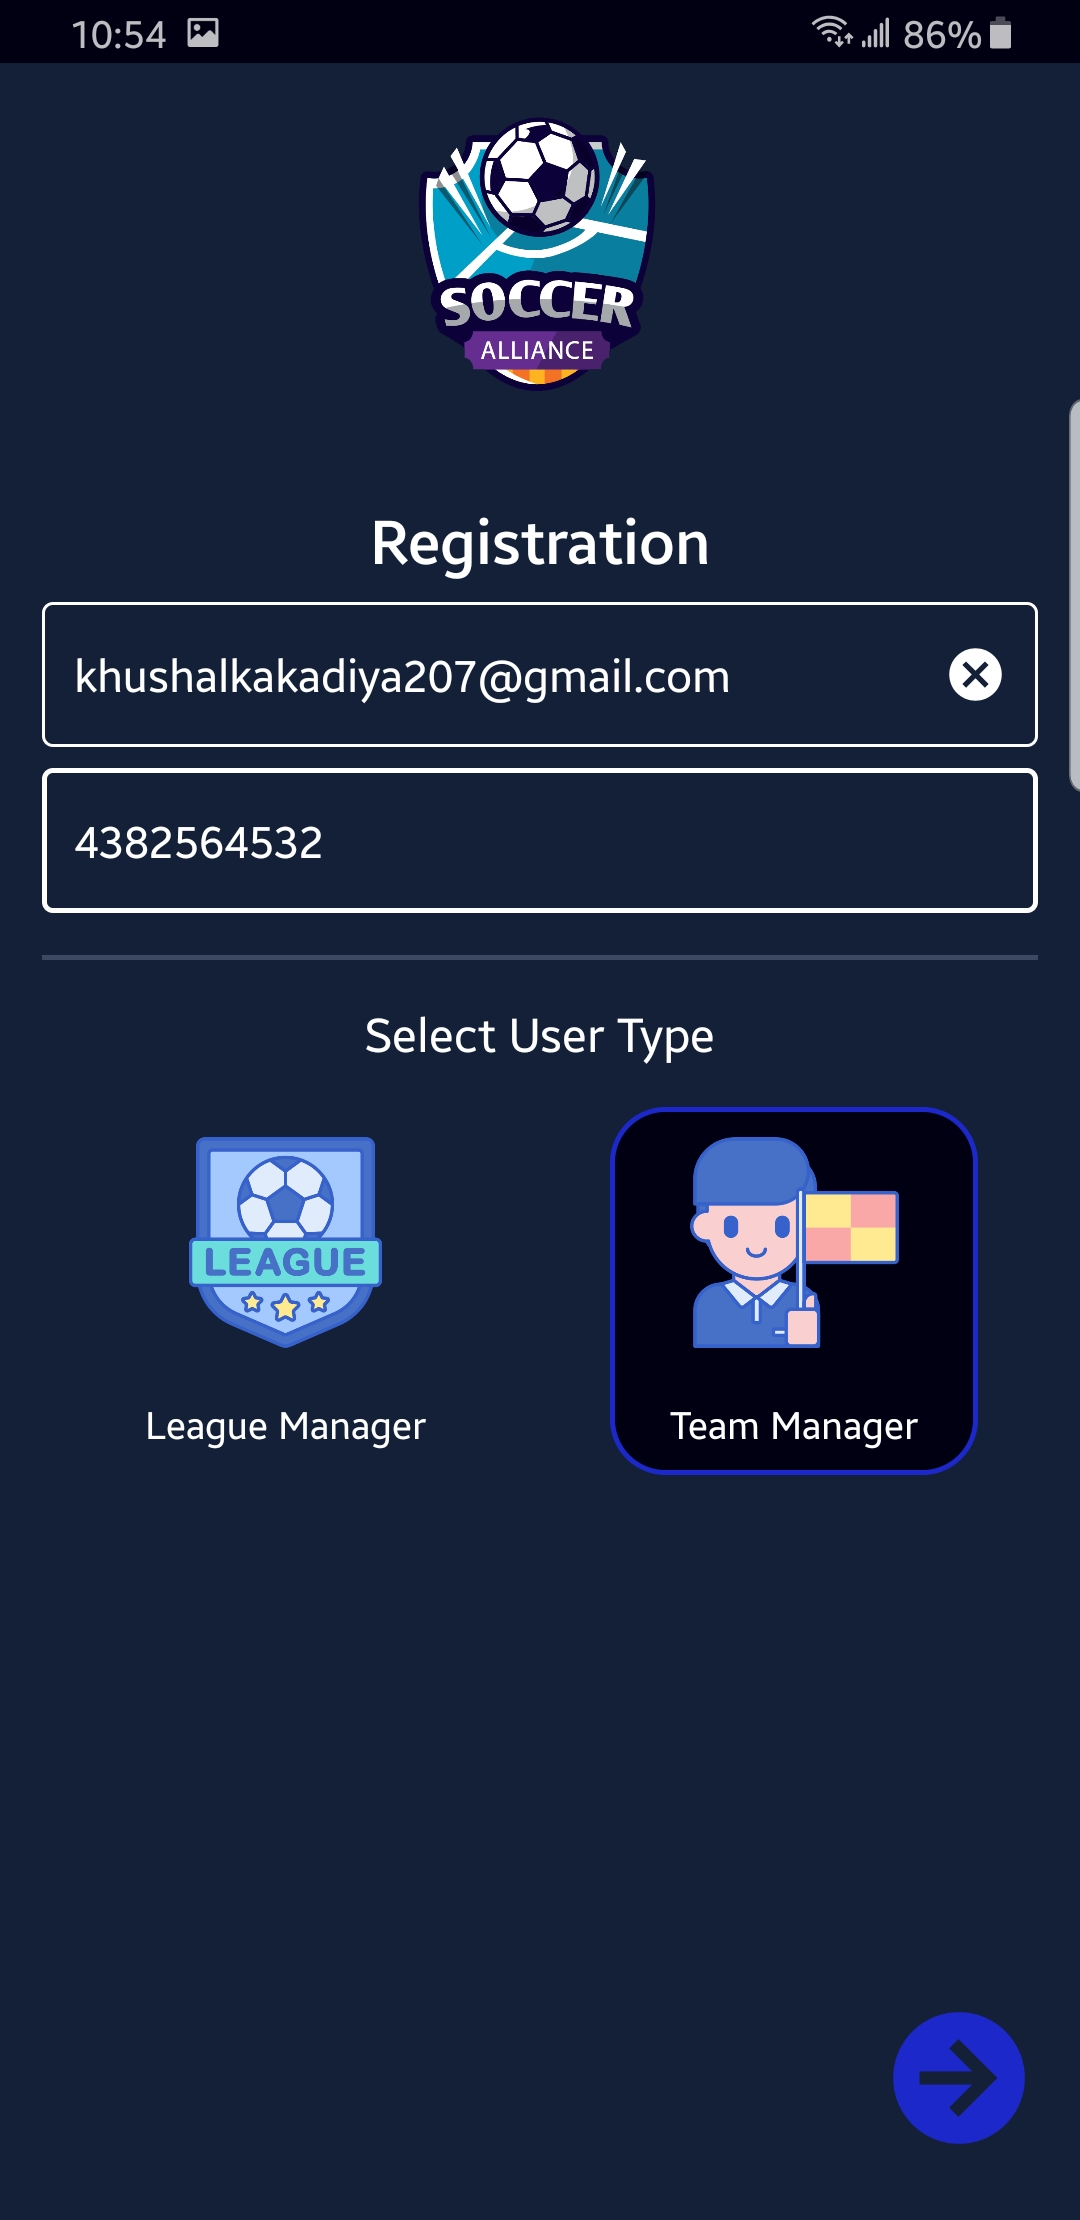 10:54
86%
SOCCER
ALLIANCE
Registration
khushalkakadiya207@gmail.com
4382564532
Select User Type
LEAGUE
League Manager
Team Manager